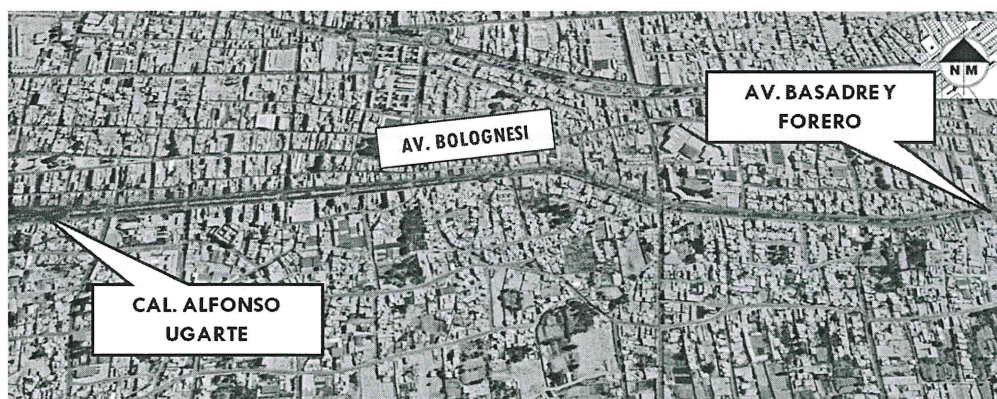 N M
AV. BASADRE Y
FORERO
AV. BOLOGNESI
CAL. ALFONSO
UGARTE